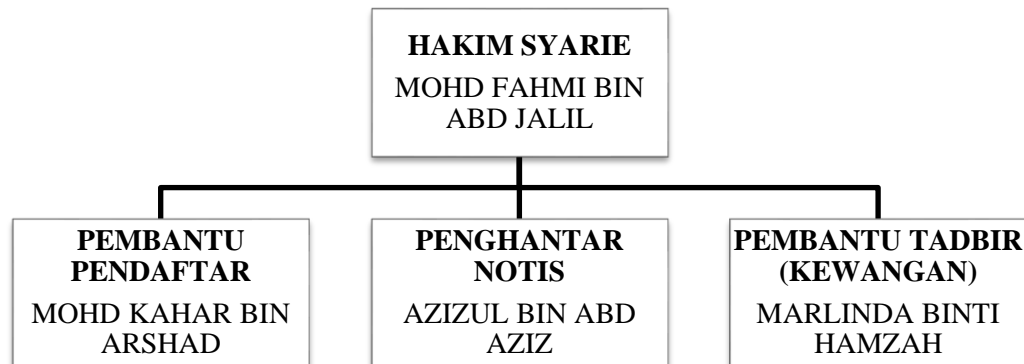 HAKIM SYARIE
MOHD FAHMI BIN
ABD JALIL
PEMBANTU
PENDAFTAR
MOHD KAHAR BIN
ARSHAD
PENGHANTAR
NOTIS
AZIZUL BIN ABD
AZIZ
PEMBANTU TADBIR
(KEWANGAN)
MARLINDA BINTI
HAMZAH